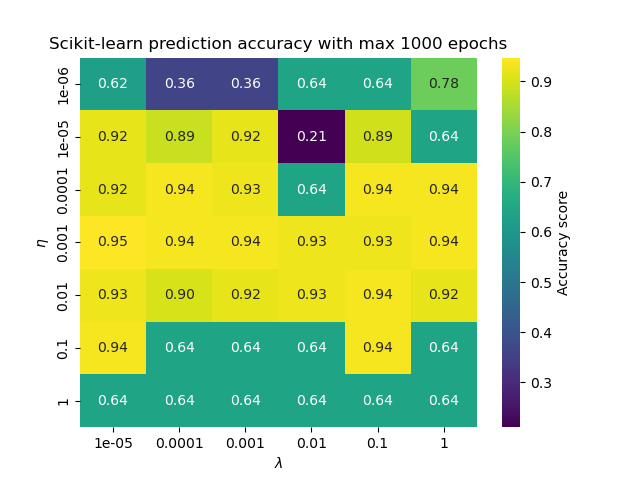 Scikit-learn prediction accuracy with max 1000 epochs
1e-06 0.62 0.36 0.36 0.64 0.64 0.78
1e-05 0.92 0.89 0.92 0.21 0.89 0.64
0.0001 0.92 0.94 0.93 0.64 0.94 0.94
0.001 0.95 0.94 0.94 0.93 0.93 0.94
0.01 0.93 0.90 0.92 0.93 0.94 0.92
0.1 0.94 0.64 0.64 0.64 0.94 0.64
1 0.64 0.64 0.64 0.64 0.64 0.64
1e-05 0.0001 0.001 0.01 0.1 1
λ
η
0.9
0.8
0.7
0.6
0.5
0.4
0.3
Accuracy score